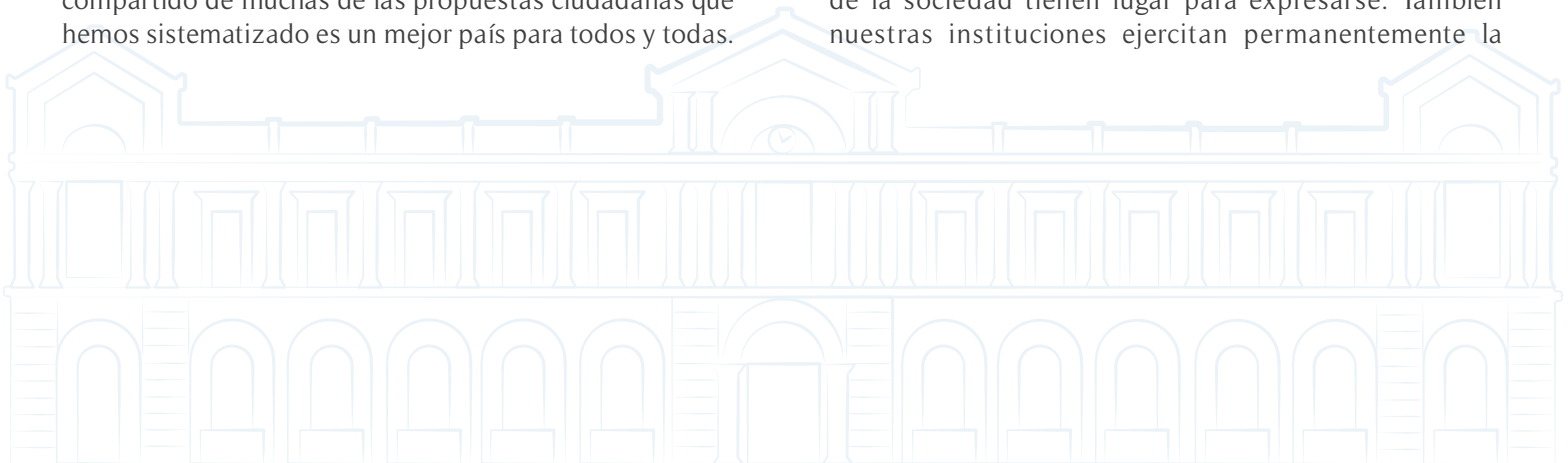 compartido de muchas de las propuestas ciudadanas que
hemos sistematizado es un mejor país para todos y todas.
de la sociedad tienen lugar para expresarse. También
nuestras instituciones ejercitan permanentemente la